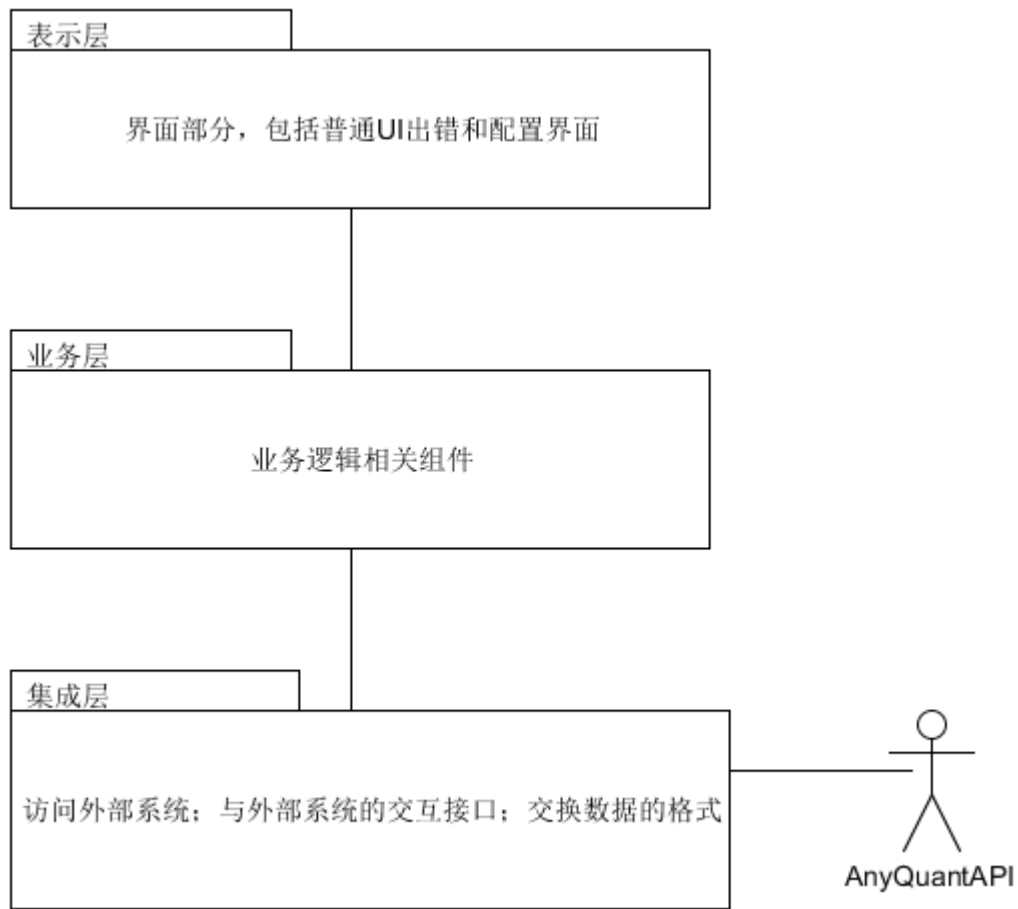 表示层
界面部分，包括普通UI出错和配置界面
业务层
业务逻辑相关组件
集成层
访问外部系统；与外部系统的交互接口；交换数据的格式
AnyQuantAPI